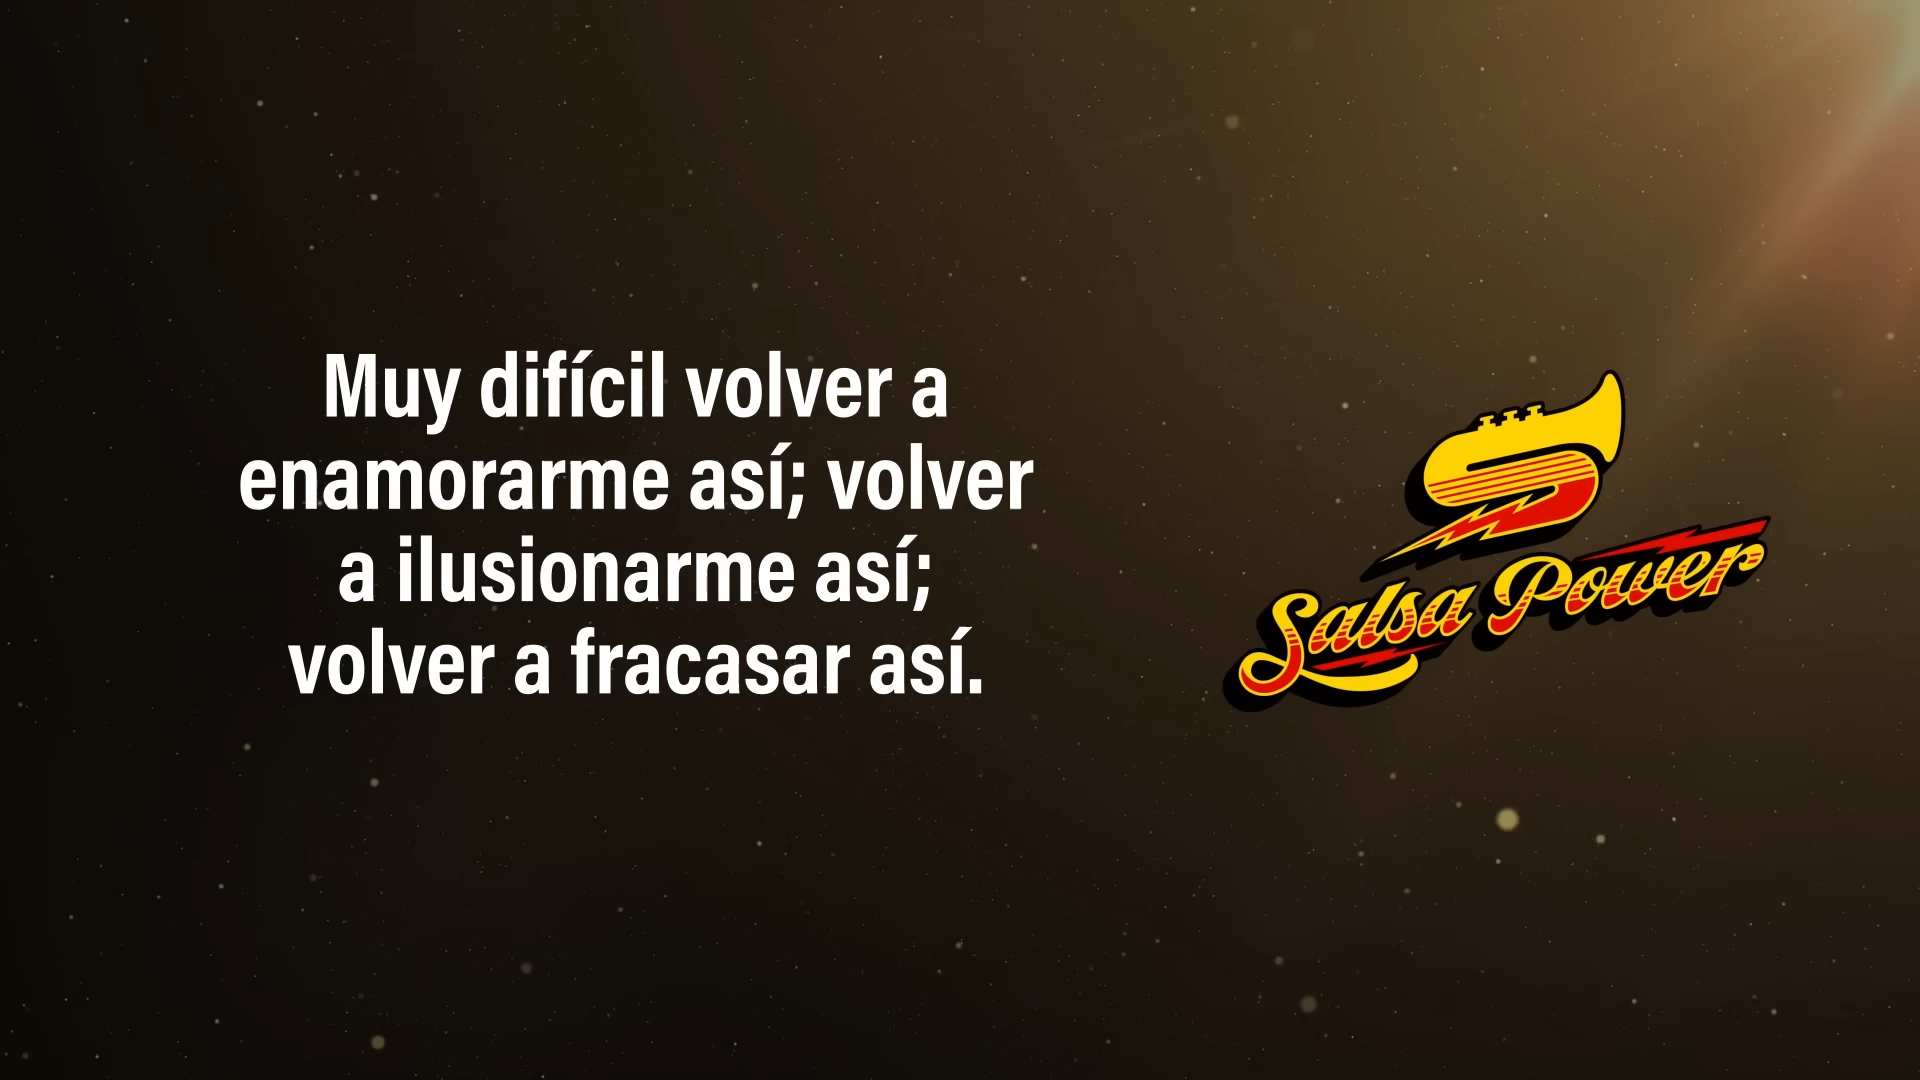 Muy difícil volver a
enamorarme así; volver
a ilusionarme así;
volver a fracasar así.
Salsa Power